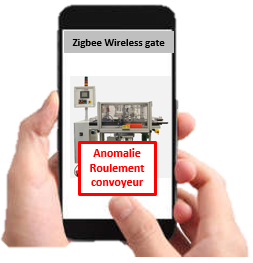 Zigbee Wireless gate
Anomalie
Roulement
convoyeur